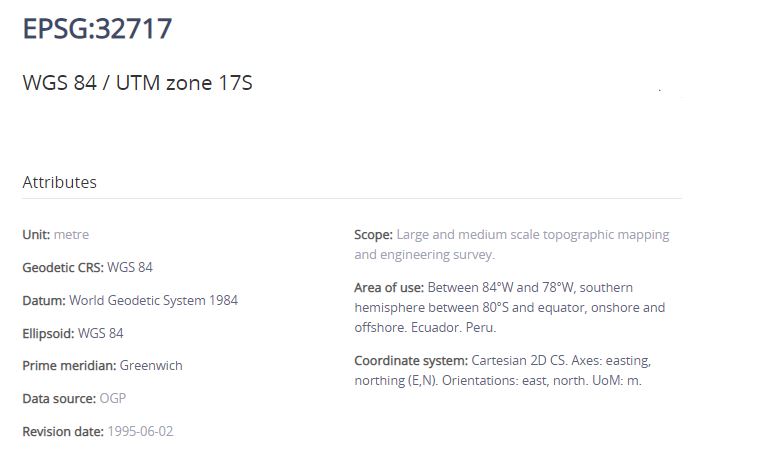 EPSG:32717
WGS 84 / UTM zone 17S
Attributes
Unit: metre
Geodetic CRS: WGS 84
Datum: World Geodetic System 1984
Ellipsoid: WGS 84
Prime meridian: Greenwich
Data source: OGP
Revision date: 1995-06-02
Scope: Large and medium scale topographic mapping
and engineering survey.
Area of use: Between 84°W and 78°W, southern
hemisphere between 80°S and equator, onshore and
offshore. Ecuador. Peru.
Coordinate system: Cartesian 2D CS. Axes: easting,
northing (E,N). Orientations: east, north. UoM: m.